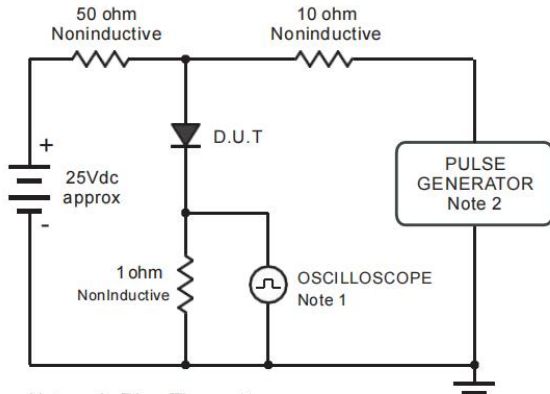 50 ohm
Noninductive
10 ohm
Noninductive
D.U.T
+
25Vdc
approx
-
PULSE
GENERATOR
Note 2
1 ohm
NonInductive
OSCILLOSCOPE
Note 1